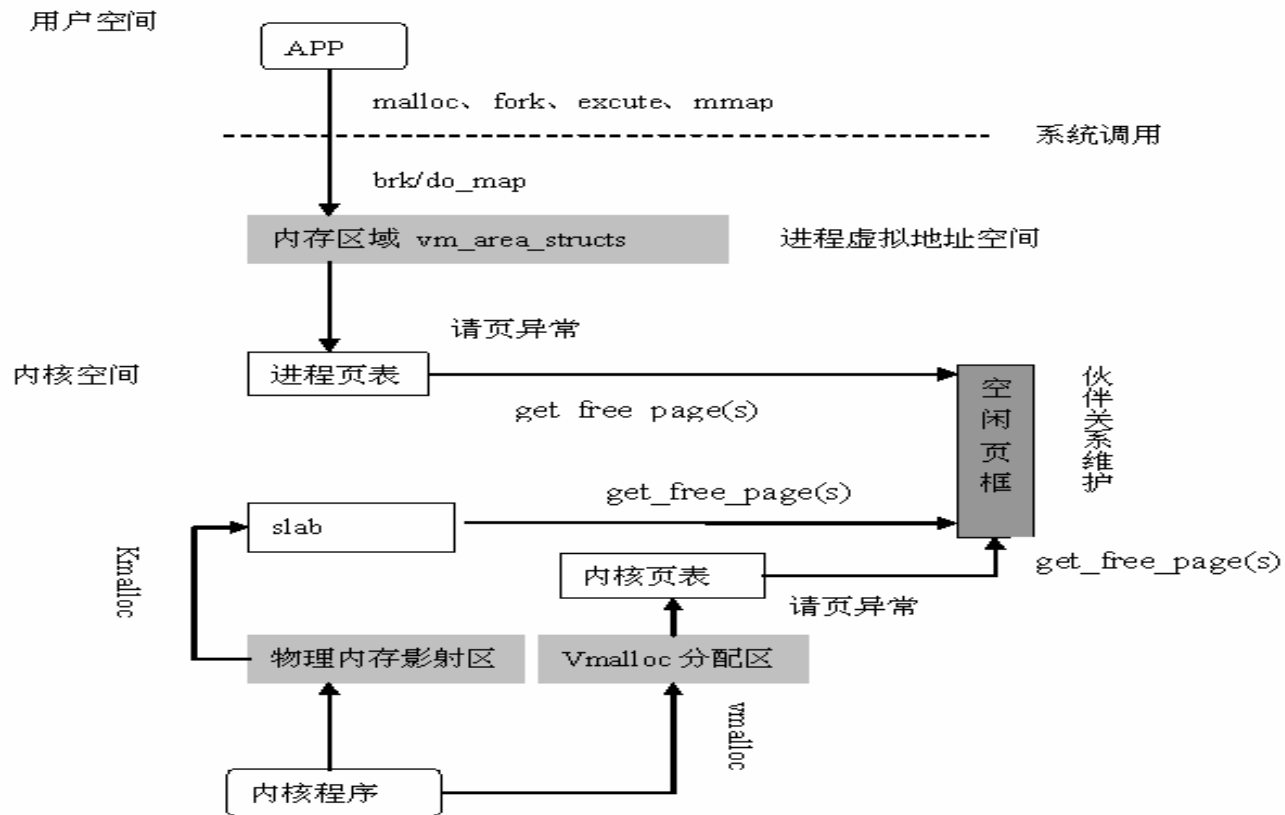 用户空间
APP
malloc、fork、excute、mmap
系统调用
brk/do_map
内存区域 vm_area_structs
进程虚拟地址空间
请页异常
内核空间
进程页表
get free page(s)
空闲页框
伙伴关系维护
get_free_page(s)
slab
Kmalloc
内核页表
get_free_page(s)
请页异常
物理内存影射区
Vmalloc 分配区
vmalloc
内核程序